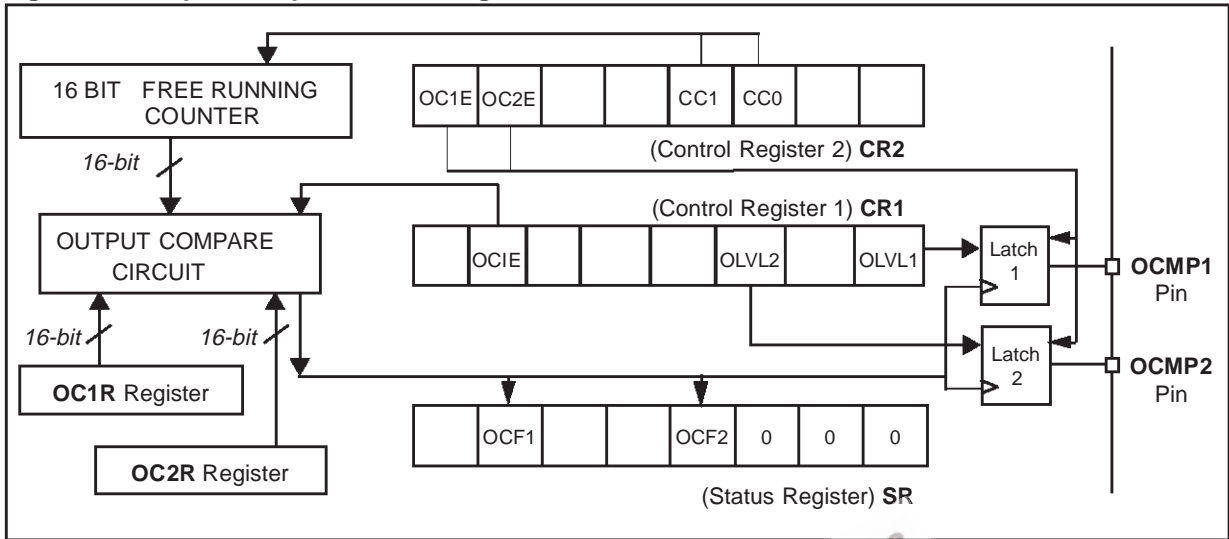 16 BIT FREE RUNNING
COUNTER
OC1E OC2E CC1 CC0
(Control Register 2) CR2
16-bit
(Control Register 1) CR1
OUTPUT COMPARE
CIRCUIT
OCIE OLVL2 OLVL1
Latch
1
OCMP1
Pin
16-bit 16-bit
Latch
2
OCMP2
Pin
OC1R Register
OCF1 OCF2 0 0 0
OC2R Register
(Status Register) SR